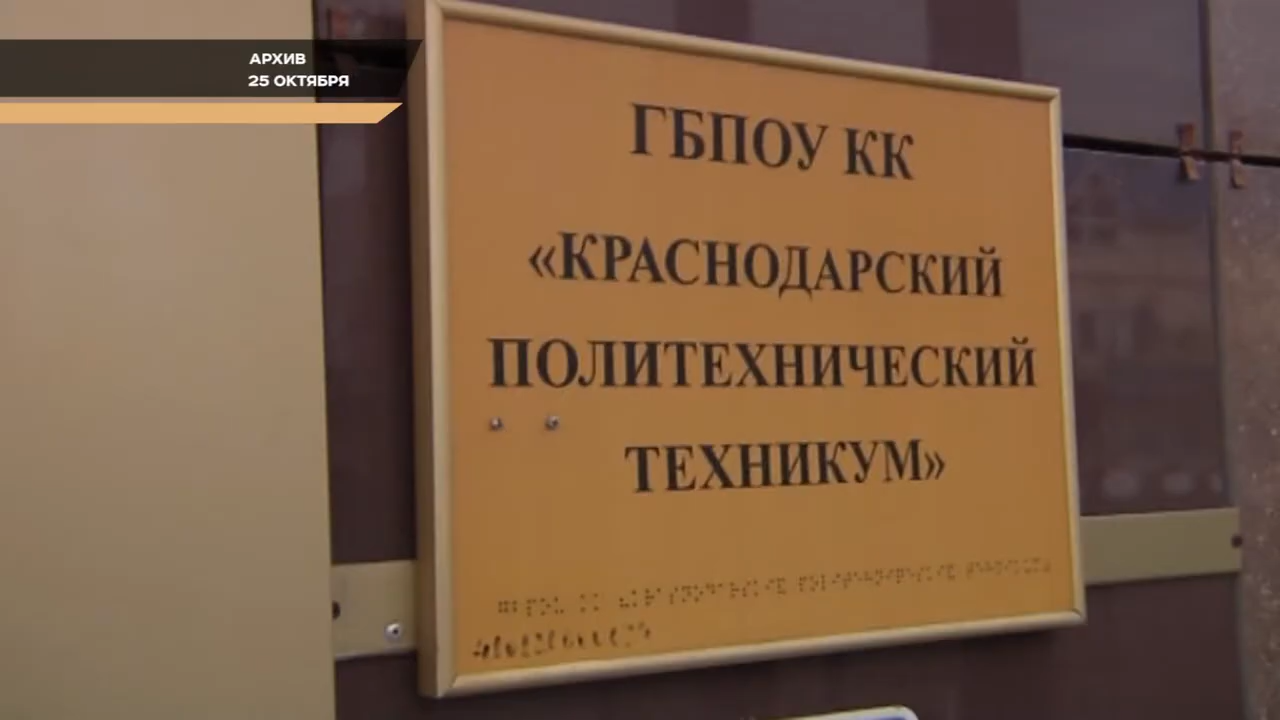 АРХИВ
25 ОКТЯБРЯ
ГБПОУ КК
«КРАСНОДАРСКИЙ
ПОЛИТЕХНИЧЕСКИЙ
ТЕХНИКУМ»